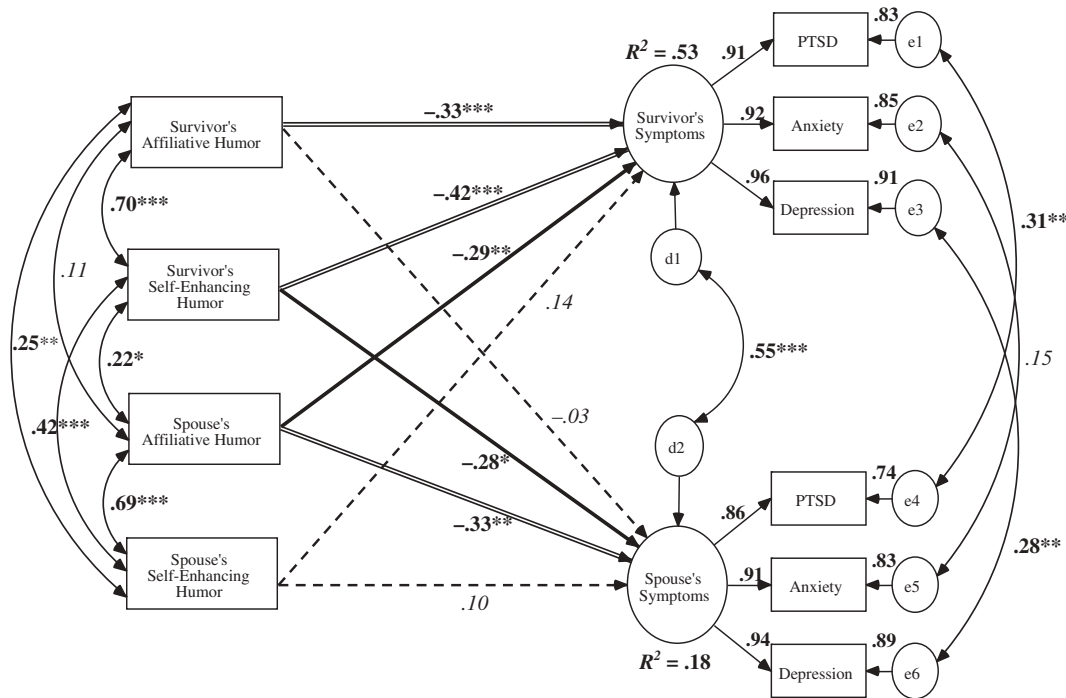 Survivor's
Affiliative Humor
Survivor's
Self-Enhancing
Humor
Spouse's
Affiliative Humor
Spouse's
Self-Enhancing
Humor
.70***
.11
.25**
.22*
.42***
.69***
–.33***
–.42***
–.29**
.14
–.03
–.28*
–.33**
.10
R² = .53
Survivor's
Symptoms
.91
.92
.96
PTSD
Anxiety
Depression
.83
.85
.91
e1
e2
e3
d1
.55***
d2
Spouse's
Symptoms
R² = .18
.86
.91
.94
PTSD
Anxiety
Depression
.74
.83
.89
e4
e5
e6
.31**
.15
.28**